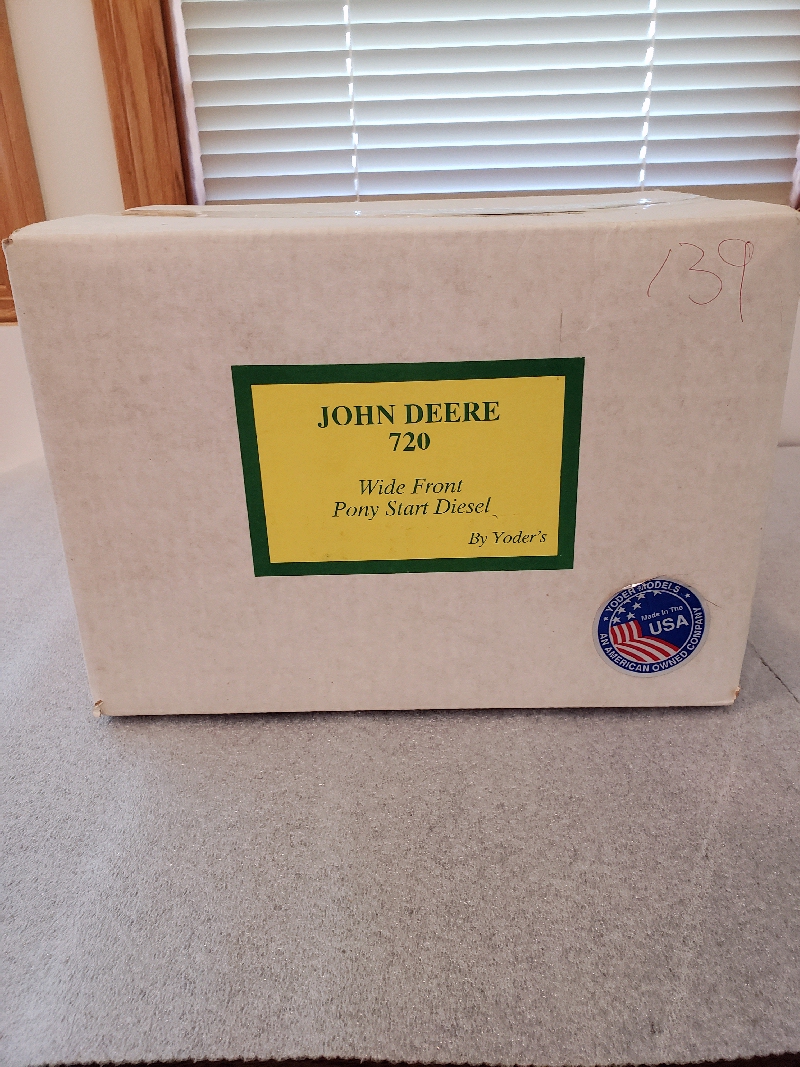 139
JOHN DEERE
720
Wide Front
Pony Start Diesel
By Yoder's
YODER MODELS
Made In The
USA
AN AMERICAN OWNED COMPANY